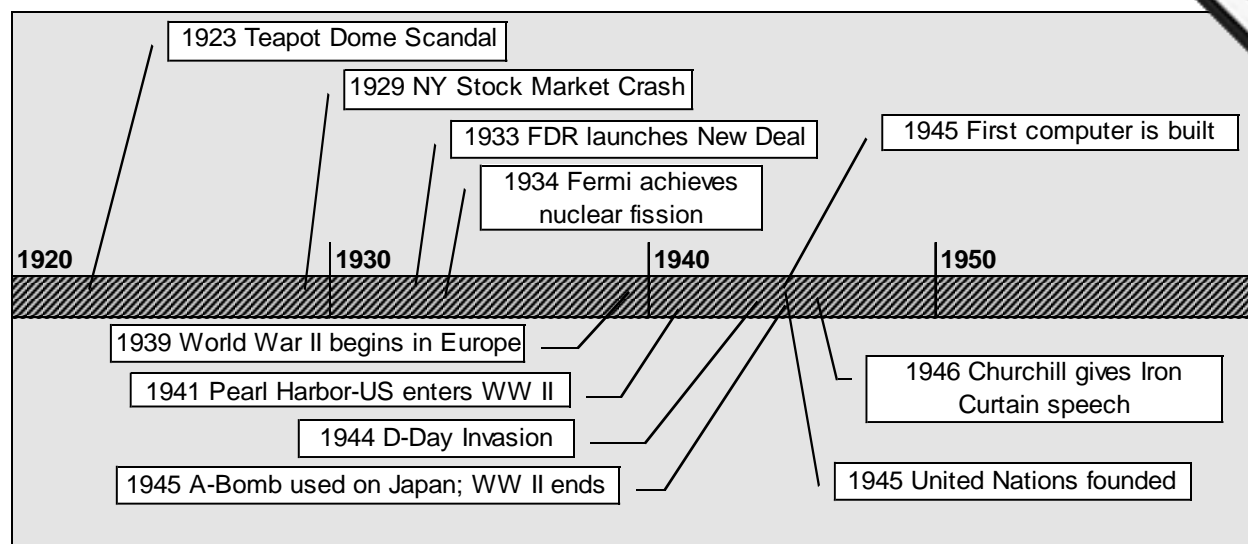 1923 Teapot Dome Scandal
1929 NY Stock Market Crash
1933 FDR launches New Deal
1945 First computer is built
1934 Fermi achieves
nuclear fission
1920
1930
1940
1950
1939 World War II begins in Europe
1941 Pearl Harbor-US enters WW II
1946 Churchill gives Iron
Curtain speech
1944 D-Day Invasion
1945 A-Bomb used on Japan; WW II ends
1945 United Nations founded